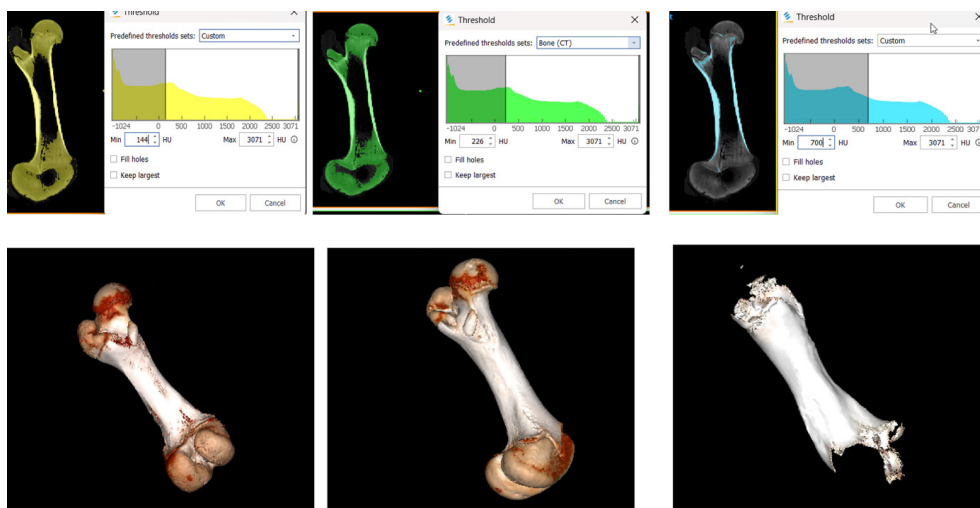 Threshold
Predefined thresholds sets: Custom
-1024 0 500 1000 1500 2000 2500 3071
Min 144 HU Max 3071 HU
Fill holes
Keep largest
OK Cancel
Threshold
Predefined thresholds sets: Bone (CT)
-1024 0 500 1000 1500 2000 2500 3071
Min 226 HU Max 3071 HU
Fill holes
Keep largest
OK Cancel
Threshold
Predefined thresholds sets: Custom
-1024 0 500 1000 1500 2000 2500 3071
Min 700 HU Max 3071 HU
Fill holes
Keep largest
OK Cancel